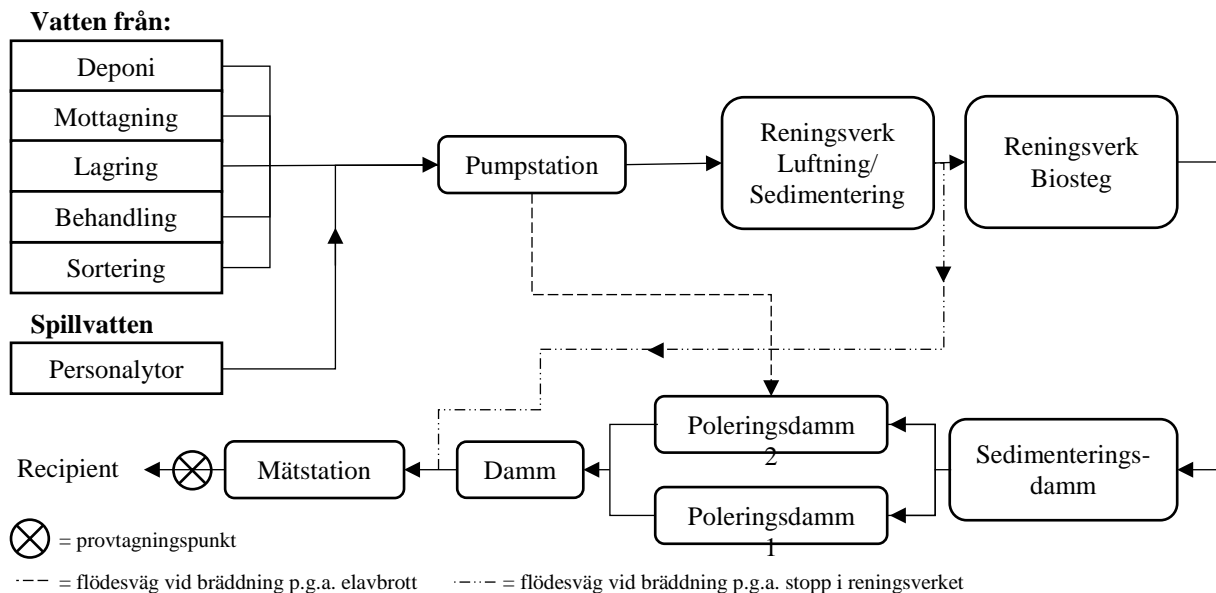 Vatten från:
Deponi
Mottagning
Lagring
Behandling
Sortering
Spillvatten
Personalytor
Pumpstation
Reningsverk
Luftning/
Sedimentering
Reningsverk
Biosteg
Sedimenterings-
damm
Poleringsdamm
2
Poleringsdamm
1
Damm
Mätstation
Recipient
= provtagningspunkt
= flödesväg vid bräddning p.g.a. elavbrott
= flödesväg vid bräddning p.g.a. stopp i reningsverket